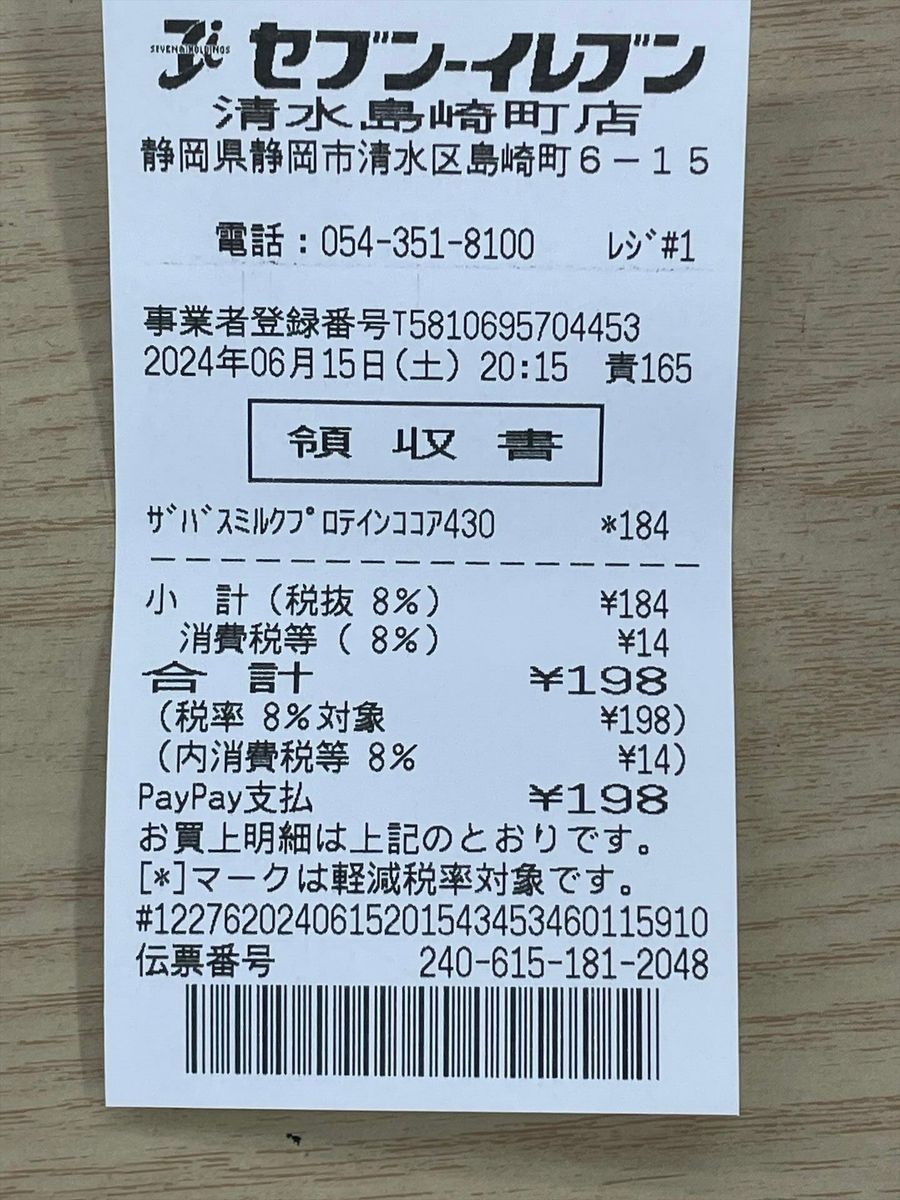 SEVEN&i HOLDINGS
セブン-イレブン
清水島崎町店
静岡県静岡市清水区島崎町6-15
電話:054-351-8100 ﾚｼﾞ#1
事業者登録番号T5810695704453
2024年06月15日(土) 20:15 責165
領収書
ｻﾞﾊﾞｽﾐﾙｸﾌﾟﾛﾃｲﾝｺｺｱ430 *184
小 計(税抜 8%) ¥184
消費税等( 8%) ¥14
合 計 ¥198
(税率 8%対象 ¥198)
(内消費税等 8% ¥14)
PayPay支払 ¥198
お買上明細は上記のとおりです。
[*]マークは軽減税率対象です。
#122762024061520154345346011​5910
伝票番号 240-615-181-2048